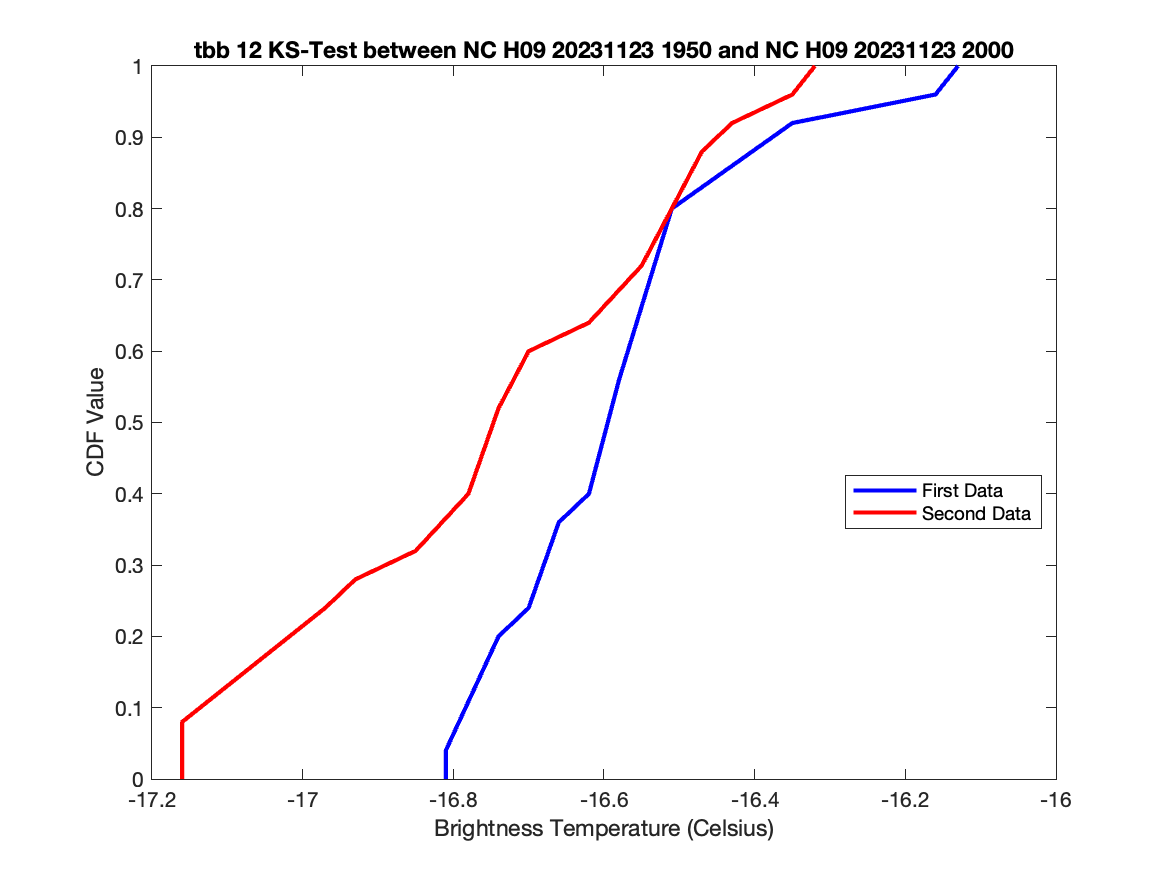 tbb 12 KS-Test between NC H09 20231123 1950 and NC H09 20231123 2000
1
0.9
0.8
0.7
0.6
0.5
0.4
0.3
0.2
0.1
0
CDF Value
First Data
Second Data
-17.2 -17 -16.8 -16.6 -16.4 -16.2 -16
Brightness Temperature (Celsius)